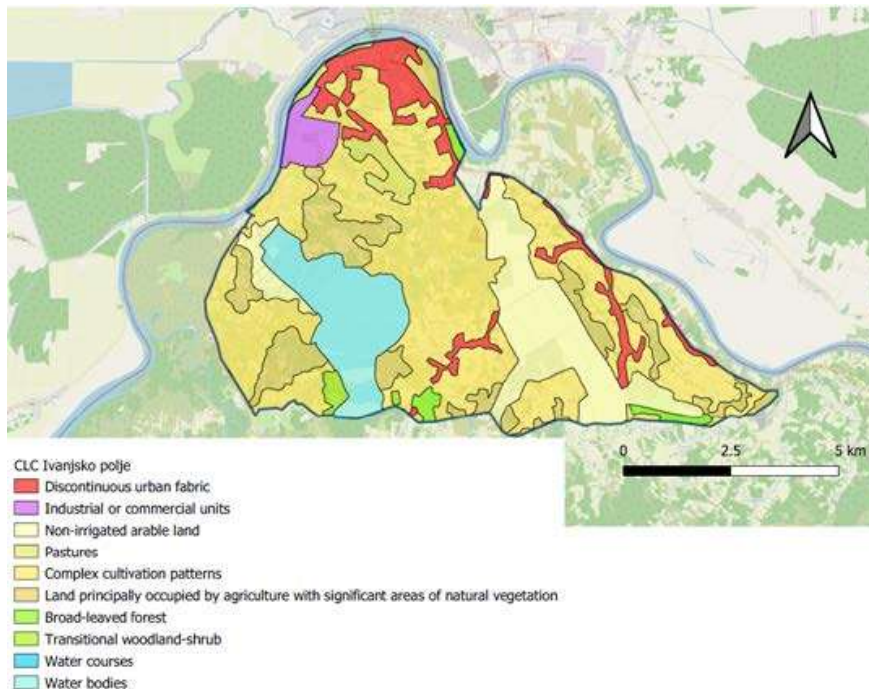 0 2.5 5 km
CLC Ivanjsko polje
Discontinuous urban fabric
Industrial or commercial units
Non-irrigated arable land
Pastures
Complex cultivation patterns
Land principally occupied by agriculture with significant areas of natural vegetation
Broad-leaved forest
Transitional woodland-shrub
Water courses
Water bodies